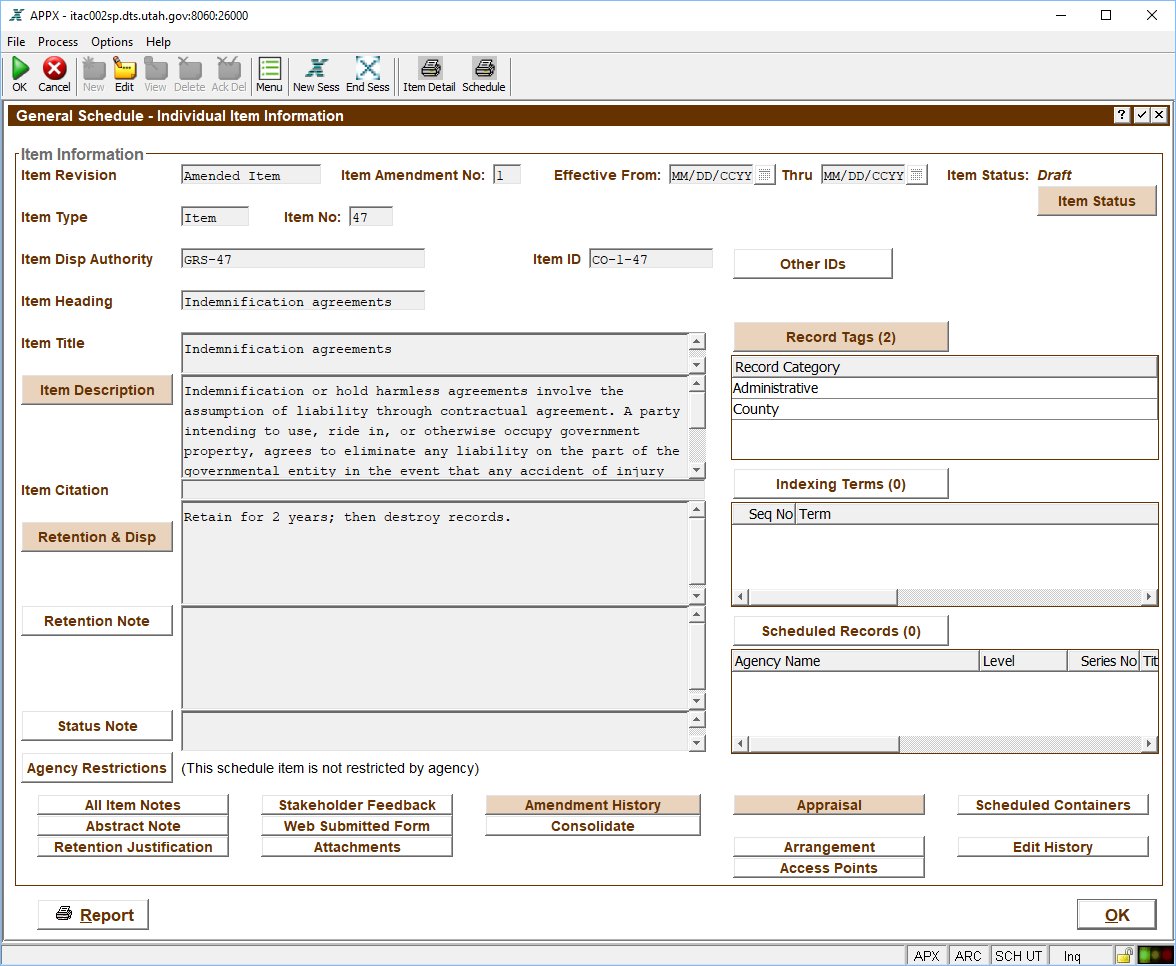 APPX - itac002sp.dts.utah.gov:8060:26000
File Process Options Help
OK Cancel New Edit View Delete Ack Del Menu New Sess End Sess Item Detail Schedule
General Schedule - Individual Item Information
Item Information
Item Revision Amended Item Item Amendment No: 1 Effective From: MM/DD/CCYY Thru MM/DD/CCYY Item Status: Draft
Item Status
Item Type Item Item No: 47
Item Disp Authority GRS-47 Item ID CO-1-47 Other IDs
Item Heading Indemnification agreements
Item Title Indemnification agreements
Item Description
Indemnification or hold harmless agreements involve the
assumption of liability through contractual agreement. A party
intending to use, ride in, or otherwise occupy government
property, agrees to eliminate any liability on the part of the
governmental entity in the event that any accident of injury
Item Citation
Retention & Disp
Retain for 2 years; then destroy records.
Retention Note
Status Note
Agency Restrictions (This schedule item is not restricted by agency)
Record Tags (2)
Record Category
Administrative
County
Indexing Terms (0)
Seq No Term
Scheduled Records (0)
Agency Name Level Series No Tit
All Item Notes Stakeholder Feedback Amendment History Appraisal Scheduled Containers
Abstract Note Web Submitted Form Consolidate
Retention Justification Attachments Arrangement Edit History
Access Points
Report OK
APX ARC SCH UT Inq